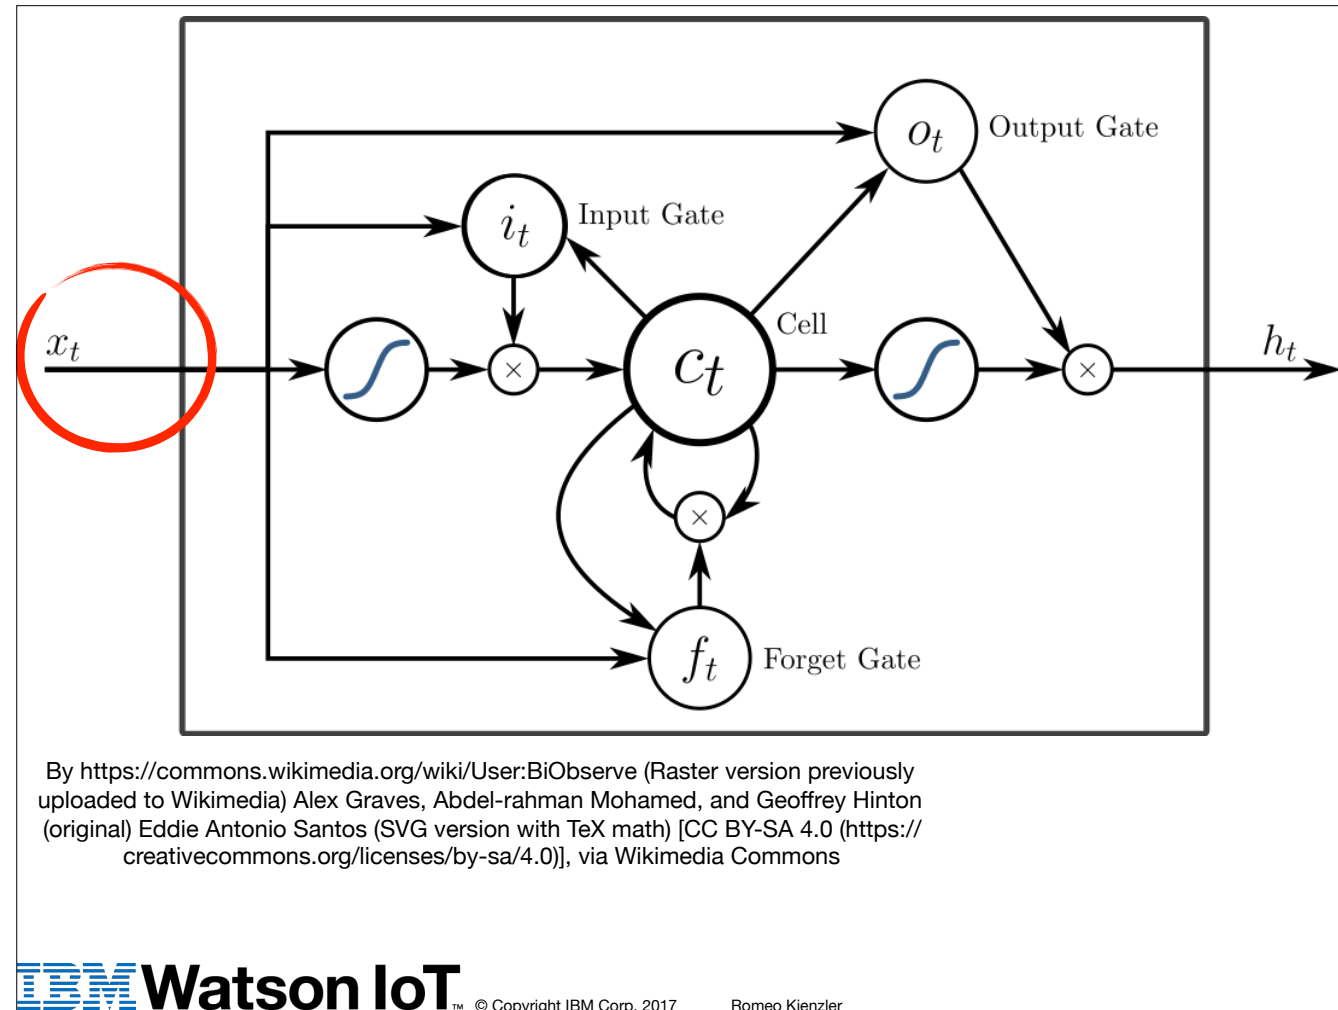 o_t Output Gate
i_t Input Gate
Cell
x_t
c_t
h_t
×
×
×
f_t Forget Gate
By https://commons.wikimedia.org/wiki/User:BiObserve (Raster version previously
uploaded to Wikimedia) Alex Graves, Abdel-rahman Mohamed, and Geoffrey Hinton
(original) Eddie Antonio Santos (SVG version with TeX math) [CC BY-SA 4.0 (https://
creativecommons.org/licenses/by-sa/4.0)], via Wikimedia Commons
IBM Watson IoT™ © Copyright IBM Corp. 2017 Romeo Kienzler